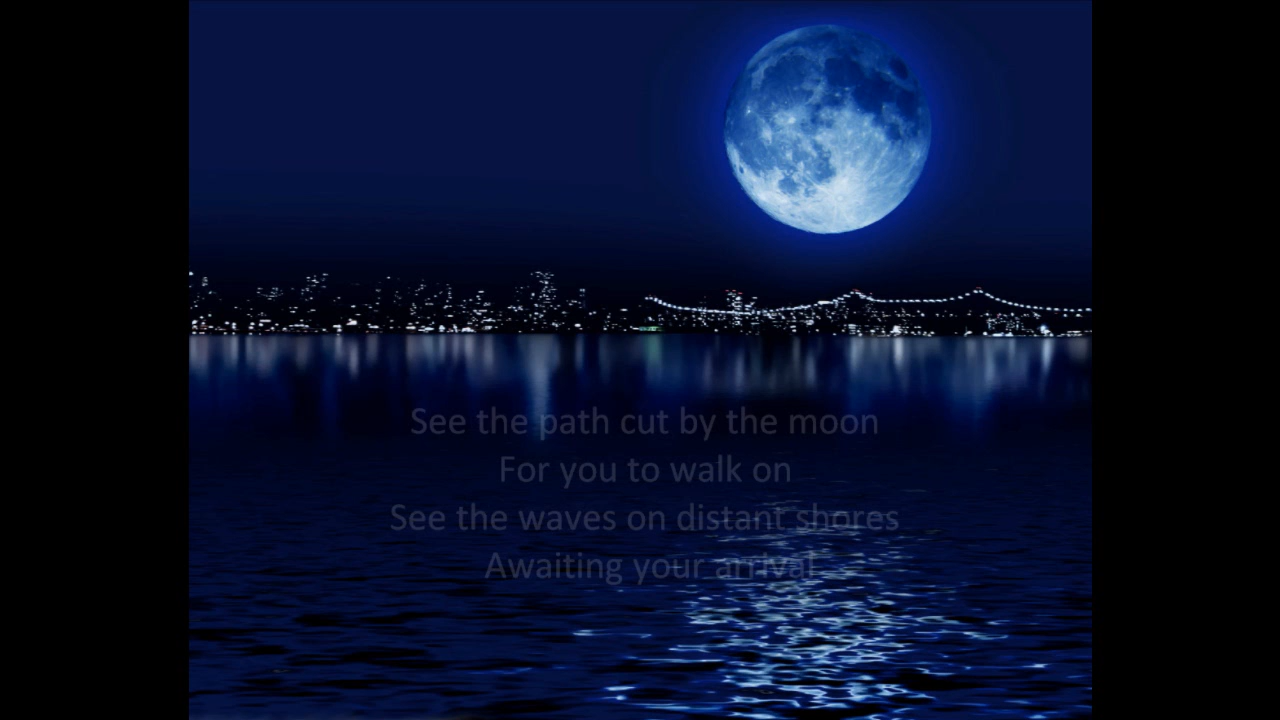 See the path cut by the moon
For you to walk on
See the waves on distant shores
Awaiting your arrival